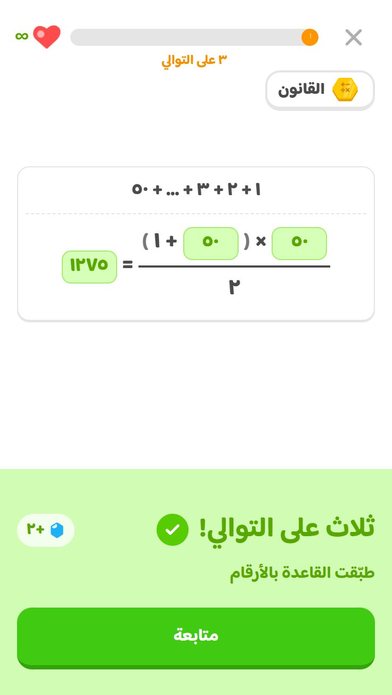 ∞
٣ على التوالي
القانون
١ + ٢ + ٣ + ... + ٥٠
٥٠ × ( ٥٠ + ١ )
٢
= ١٢٧٥
ثلاث على التوالي!
+٢
طبّقت القاعدة بالأرقام
متابعة